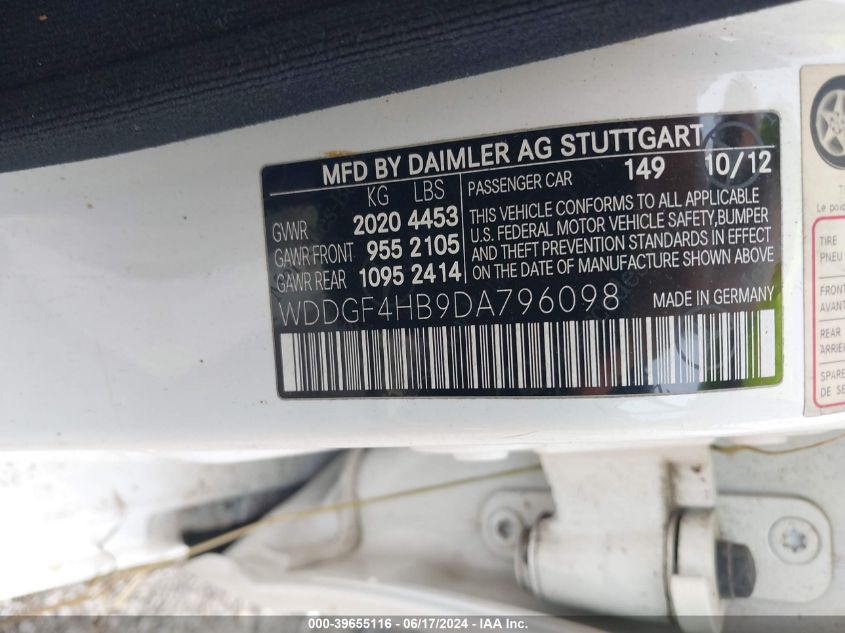 MFD BY DAIMLER AG STUTTGART
KG LBS
PASSENGER CAR 149 10/12
GVWR 2020 4453
GAWR FRONT 955 2105
GAWR REAR 1095 2414
THIS VEHICLE CONFORMS TO ALL APPLICABLE
U.S. FEDERAL MOTOR VEHICLE SAFETY,BUMPER
AND THEFT PREVENTION STANDARDS IN EFFECT
ON THE DATE OF MANUFACTURE SHOWN ABOVE
WDDGF4HB9DA796098 MADE IN GERMANY
TIRE
PNEU
FRONT
AVANT
REAR
SPARE
000-39655116 - 06/17/2024 - IAA Inc.